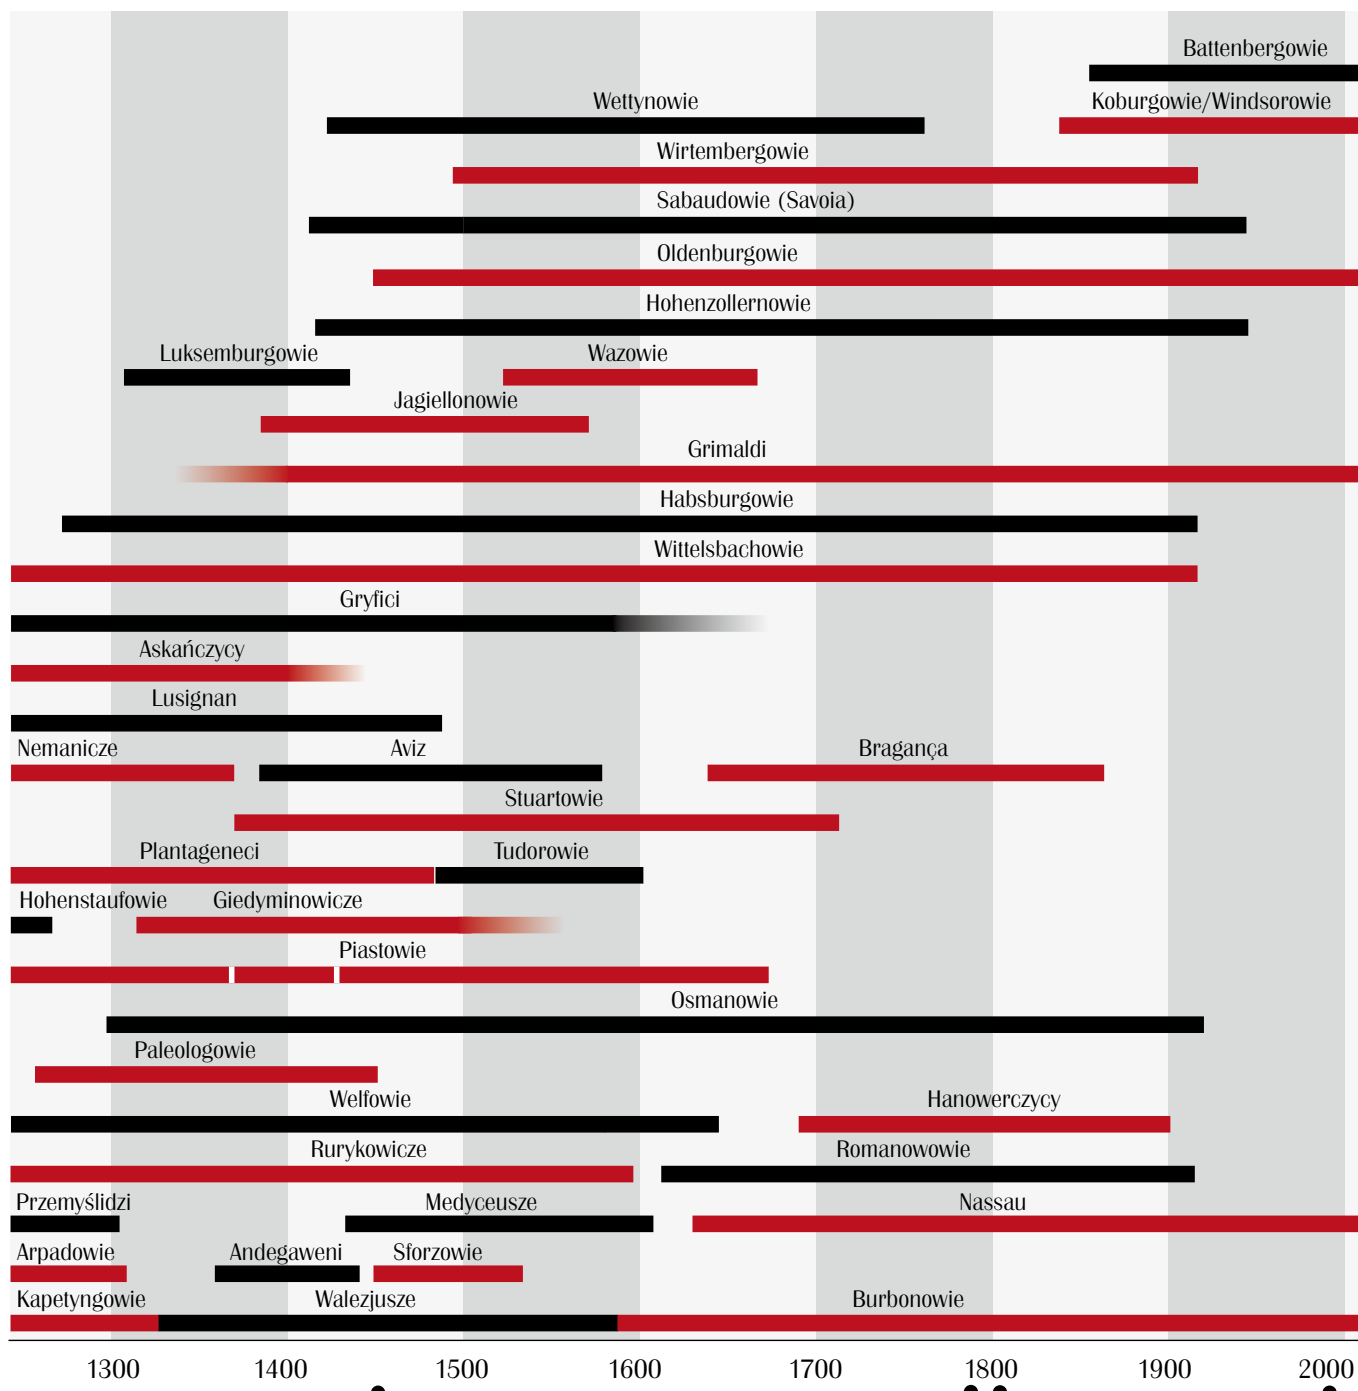 Battenbergowie
Wettynowie
Koburgowie/Windsorowie
Wirtembergowie
Sabaudowie (Savoia)
Oldenburgowie
Hohenzollernowie
Luksemburgowie
Wazowie
Jagiellonowie
Grimaldi
Habsburgowie
Wittelsbachowie
Gryfici
Askańczycy
Lusignan
Nemanicze
Aviz
Bragança
Stuartowie
Plantageneci
Tudorowie
Hohenstaufowie
Giedyminowicze
Piastowie
Osmanowie
Paleologowie
Welfowie
Hanowerczycy
Rurykowicze
Romanowowie
Przemyślidzi
Medyceusze
Nassau
Arpadowie
Andegaweni
Sforzowie
Kapetyngowie
Walezjusze
Burbonowie
1300 1400 1500 1600 1700 1800 1900 2000